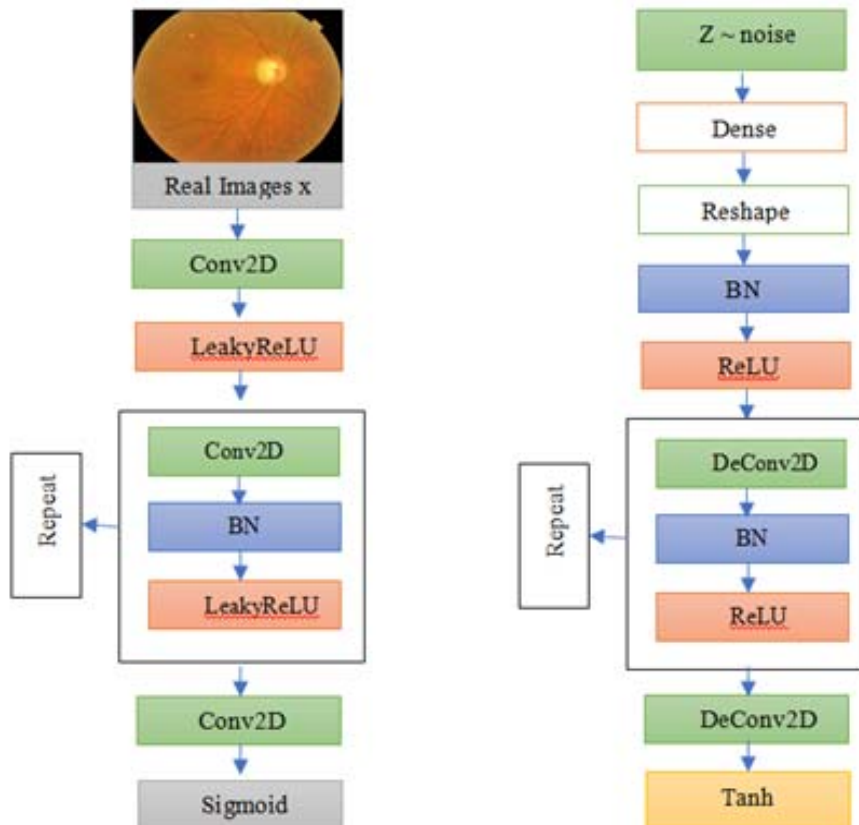 Real Images x
Conv2D
LeakyReLU
Conv2D
BN
LeakyReLU
Repeat
Conv2D
Sigmoid
Z ~ noise
Dense
Reshape
BN
ReLU
DeConv2D
BN
ReLU
Repeat
DeConv2D
Tanh